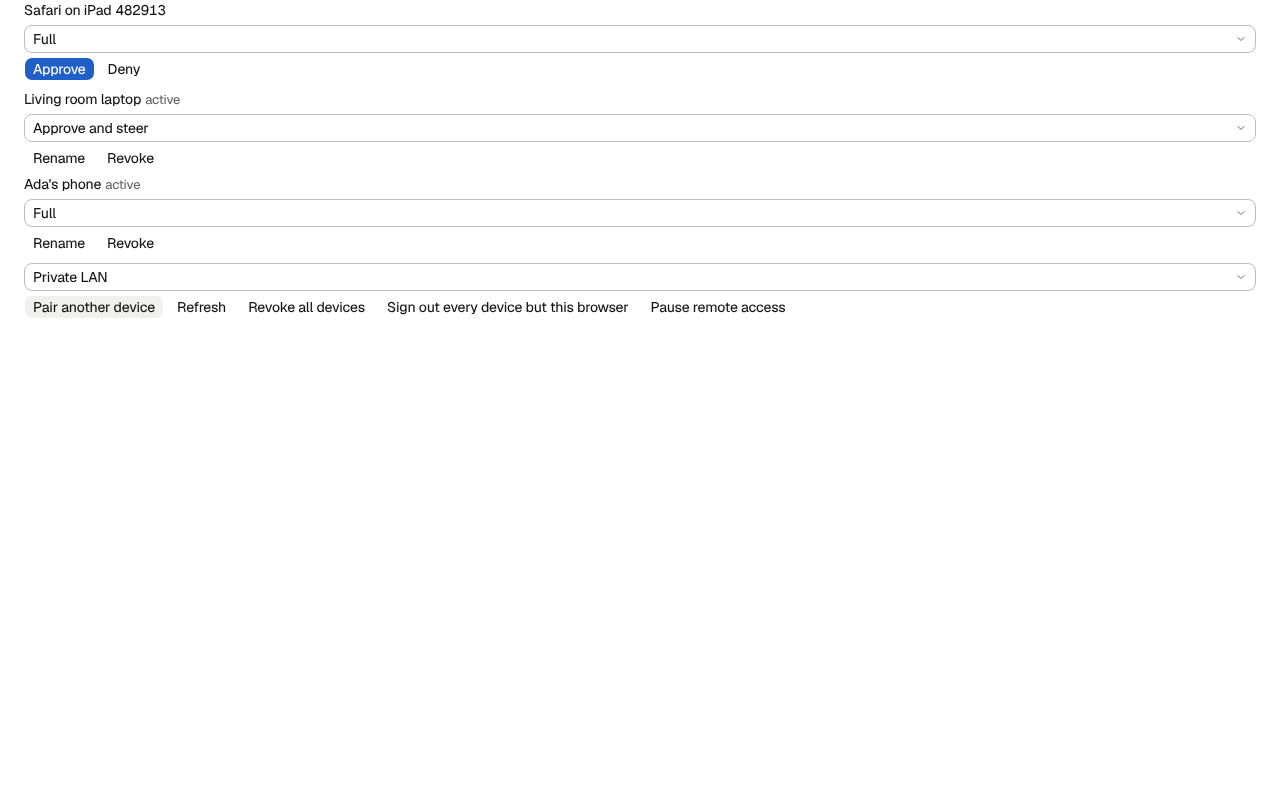 Safari on iPad 482913
Full
Approve Deny
Living room laptop active
Approve and steer
Rename Revoke
Ada's phone active
Full
Rename Revoke
Private LAN
Pair another device Refresh Revoke all devices Sign out every device but this browser Pause remote access